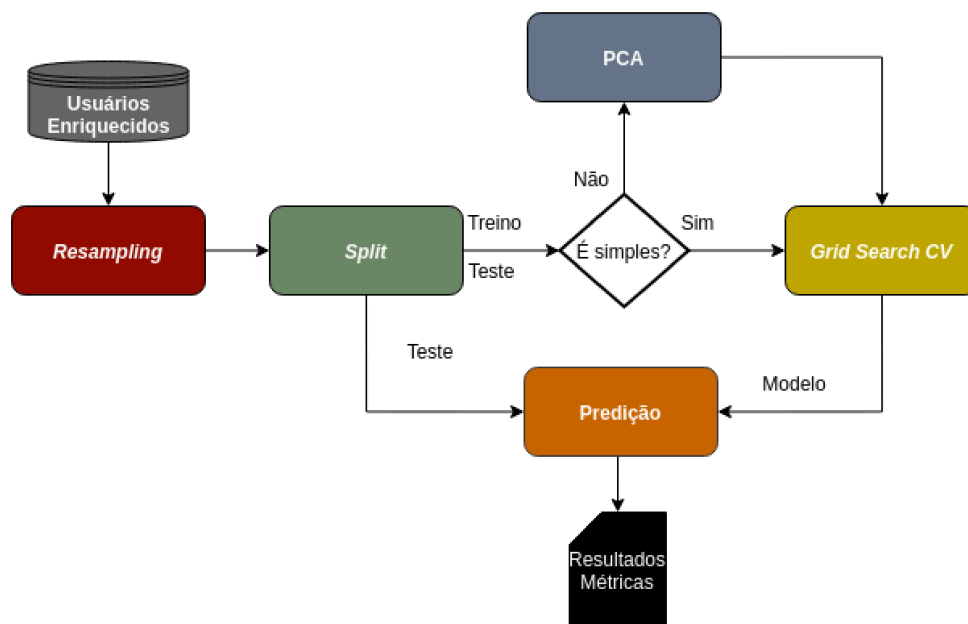 PCA
Usuários
Enriquecidos
Não
Resampling
Split
Treino
Teste
É simples?
Sim
Grid Search CV
Teste
Modelo
Predição
Resultados
Métricas